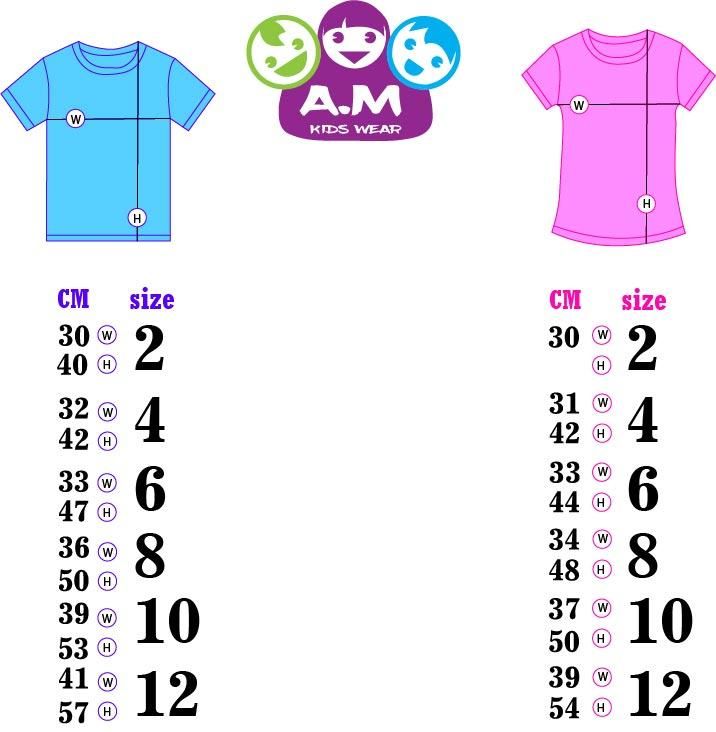 A.M
KIDS WEAR
W
H
W
H
CM size
30 W 2
40 H
32 W 4
42 H
33 W 6
47 H
36 W 8
50 H
39 W 10
53 H
41 W 12
57 H
CM size
30 W 2
H
31 W 4
42 H
33 W 6
44 H
34 W 8
48 H
37 W 10
50 H
39 W 12
54 H